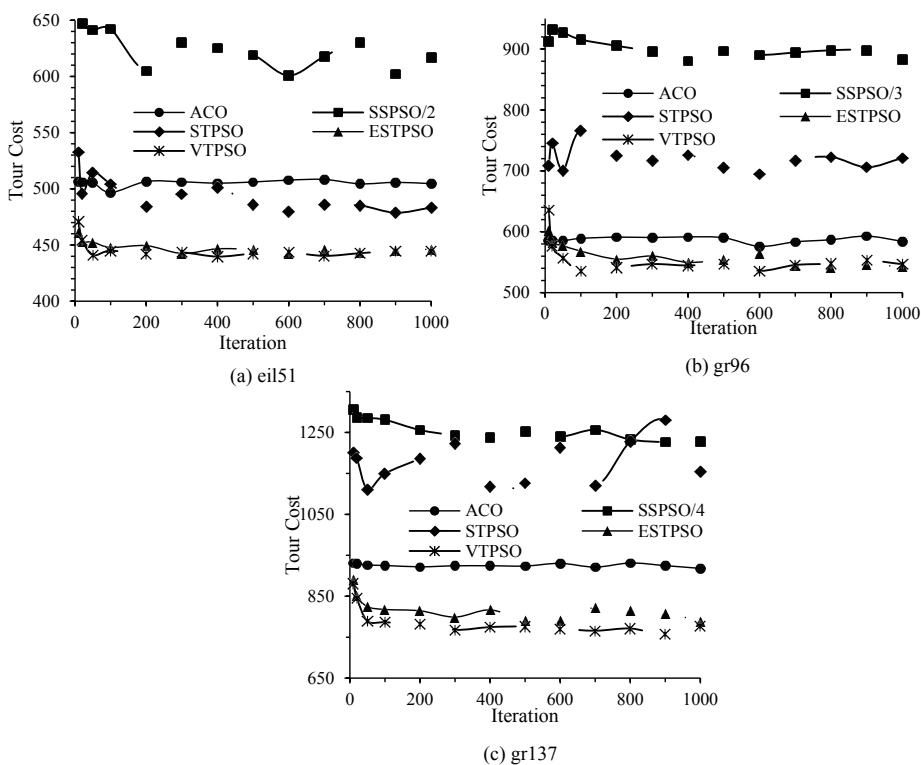 650
600
550
500
450
400
Tour Cost
ACO
SSPSO/2
STPSO
ESTPSO
VTPSO
0 200 400 600 800 1000
Iteration
(a) eil51
900
800
700
600
500
Tour Cost
ACO
SSPSO/3
STPSO
ESTPSO
VTPSO
0 200 400 600 800 1000
Iteration
(b) gr96
1250
1050
850
650
Tour Cost
ACO
SSPSO/4
STPSO
ESTPSO
VTPSO
0 200 400 600 800 1000
Iteration
(c) gr137